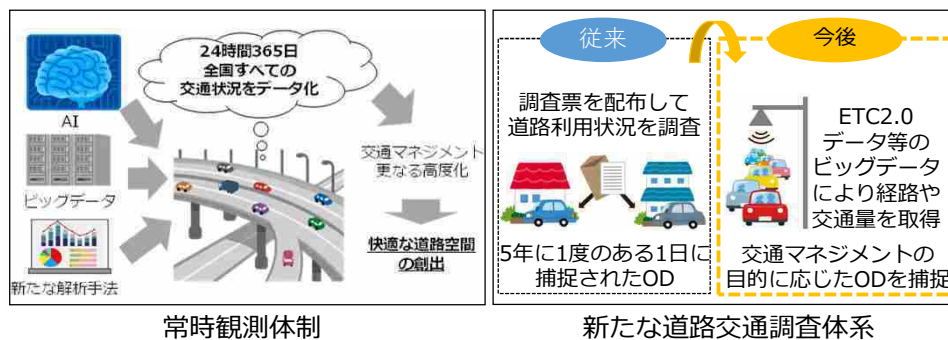 24時間365日
全国すべての
交通状況をデータ化
AI
ビッグデータ
新たな解析手法
交通マネジメント
更なる高度化
快適な道路空間
の創出
常時観測体制
従来
調査票を配布して
道路利用状況を調査
5年に1度のある1日に
捕捉されたOD
今後
ETC2.0
データ等の
ビッグデータ
により経路や
交通量を取得
交通マネジメントの
目的に応じたODを捕捉
新たな道路交通調査体系